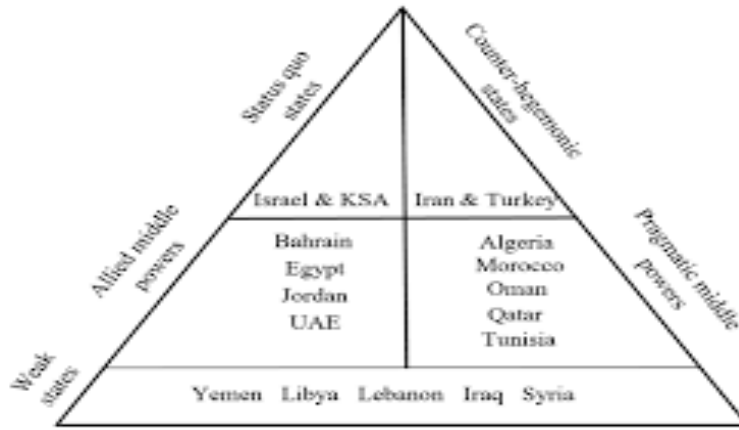 Status quo
states
Counter-hegemonic
states
Israel & KSA
Iran & Turkey
Allied middle
powers
Pragmatic middle
powers
Bahrain
Egypt
Jordan
UAE
Algeria
Morocco
Oman
Qatar
Tunisia
Weak
states
Yemen Libya Lebanon Iraq Syria